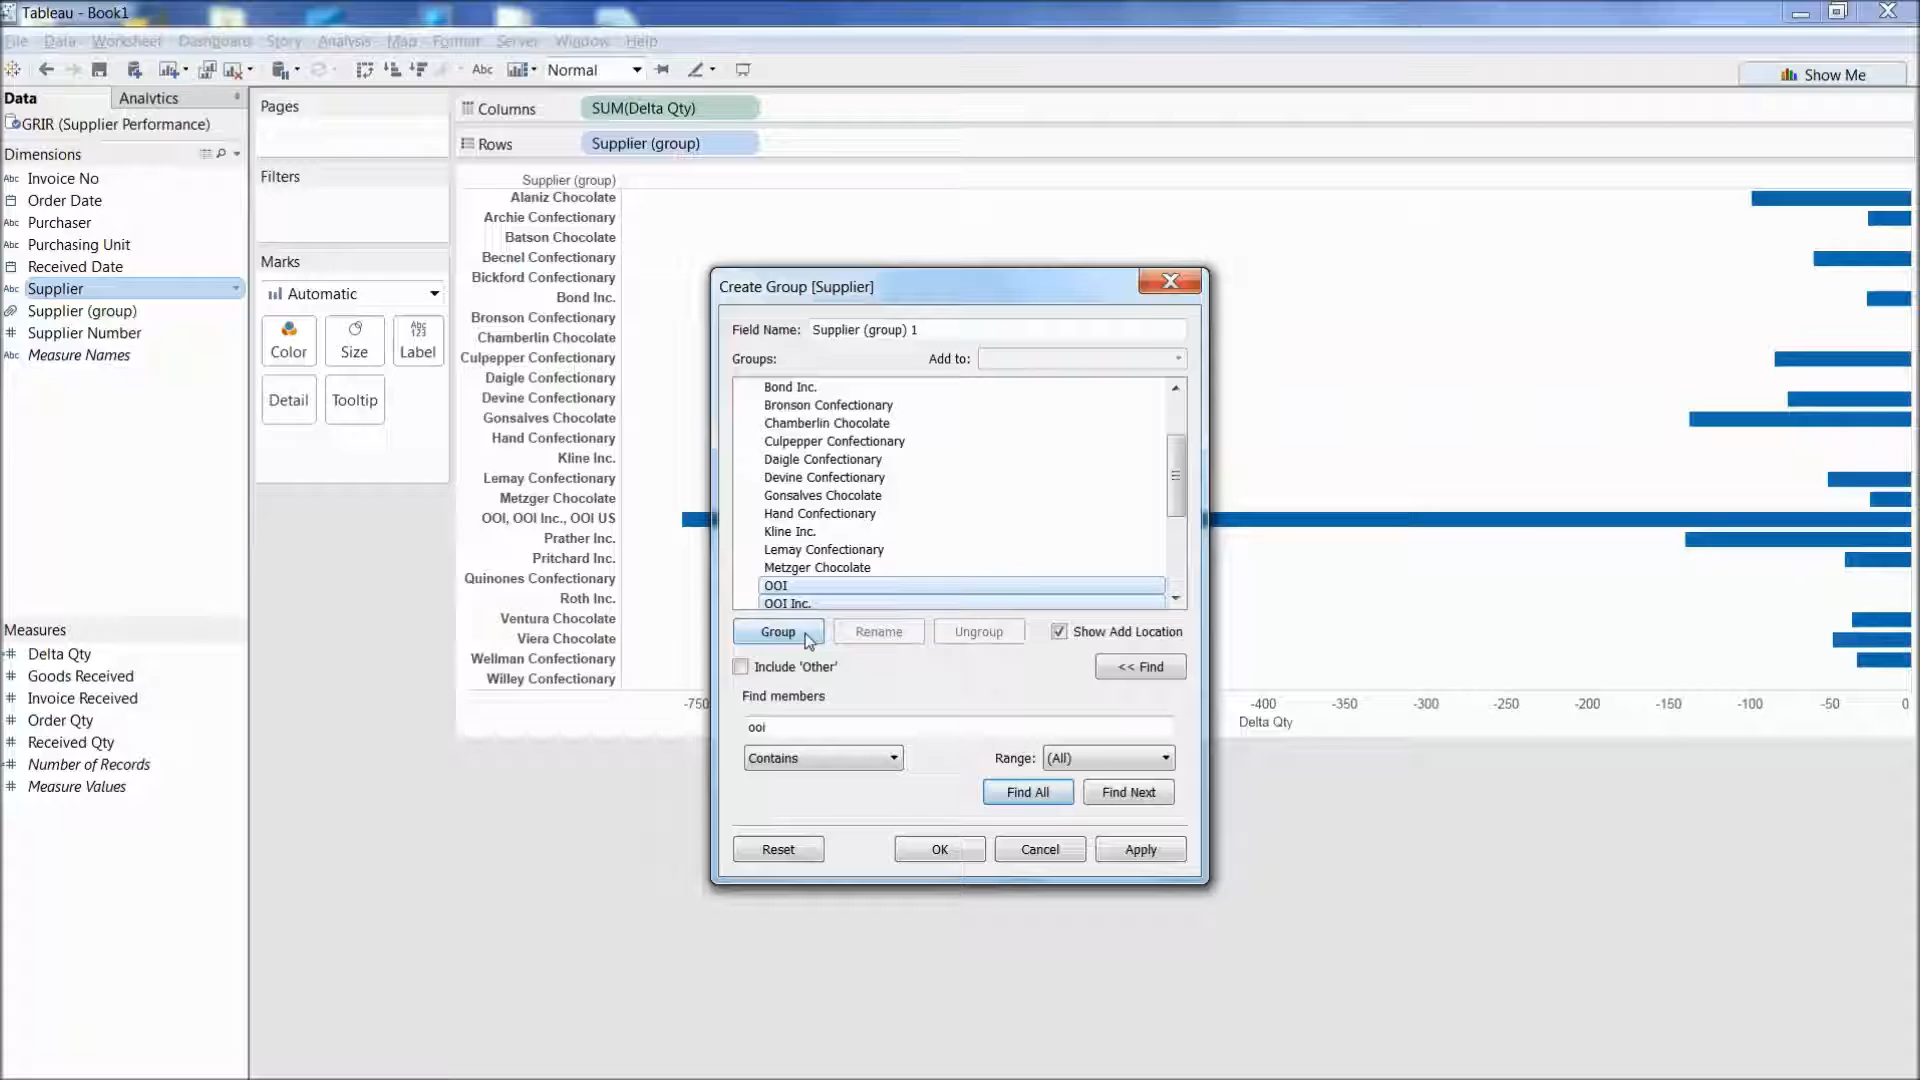 Tableau - Book1
File Data Worksheet Dashboard Story Analysis Map Format Server Window Help
Abc Normal Show Me
Data Analytics
GRIR (Supplier Performance)
Dimensions
Abc Invoice No
Order Date
Abc Purchaser
Abc Purchasing Unit
Received Date
Abc Supplier
Supplier (group)
# Supplier Number
Abc Measure Names
Measures
# Delta Qty
# Goods Received
# Invoice Received
# Order Qty
# Received Qty
# Number of Records
# Measure Values
Pages
Filters
Marks
Automatic
Color Size Abc 123 Label
Detail Tooltip
Columns SUM(Delta Qty)
Rows Supplier (group)
Supplier (group)
Alaniz Chocolate
Archie Confectionary
Batson Chocolate
Becnel Confectionary
Bickford Confectionary
Bond Inc.
Bronson Confectionary
Chamberlin Chocolate
Culpepper Confectionary
Daigle Confectionary
Devine Confectionary
Gonsalves Chocolate
Hand Confectionary
Kline Inc.
Lemay Confectionary
Metzger Chocolate
OOI, OOI Inc., OOI US
Prather Inc.
Pritchard Inc.
Quinones Confectionary
Roth Inc.
Ventura Chocolate
Viera Chocolate
Wellman Confectionary
Willey Confectionary
-750 -400 -350 -300 -250 -200 -150 -100 -50 0
Delta Qty
Create Group [Supplier]
Field Name: Supplier (group) 1
Groups: Add to:
Bond Inc.
Bronson Confectionary
Chamberlin Chocolate
Culpepper Confectionary
Daigle Confectionary
Devine Confectionary
Gonsalves Chocolate
Hand Confectionary
Kline Inc.
Lemay Confectionary
Metzger Chocolate
OOI
OOI Inc.
Group Rename Ungroup Show Add Location
Include 'Other' << Find
Find members
ooi
Contains Range: (All)
Find All Find Next
Reset OK Cancel Apply